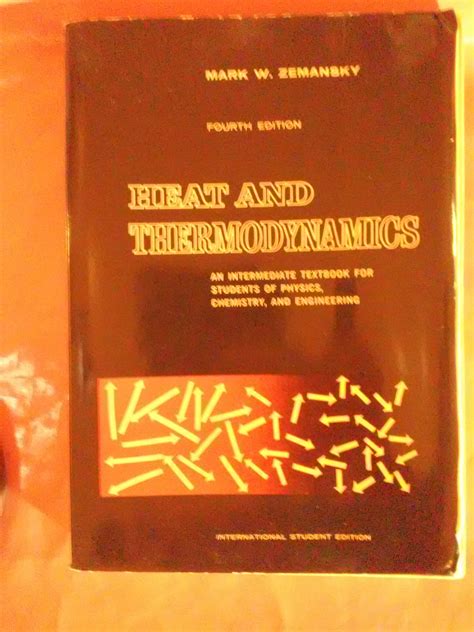 MARK W. ZEMANSKY
FOURTH EDITION
HEAT AND
THERMODYNAMICS
AN INTERMEDIATE TEXTBOOK FOR
STUDENTS OF PHYSICS,
CHEMISTRY, AND ENGINEERING
INTERNATIONAL STUDENT EDITION